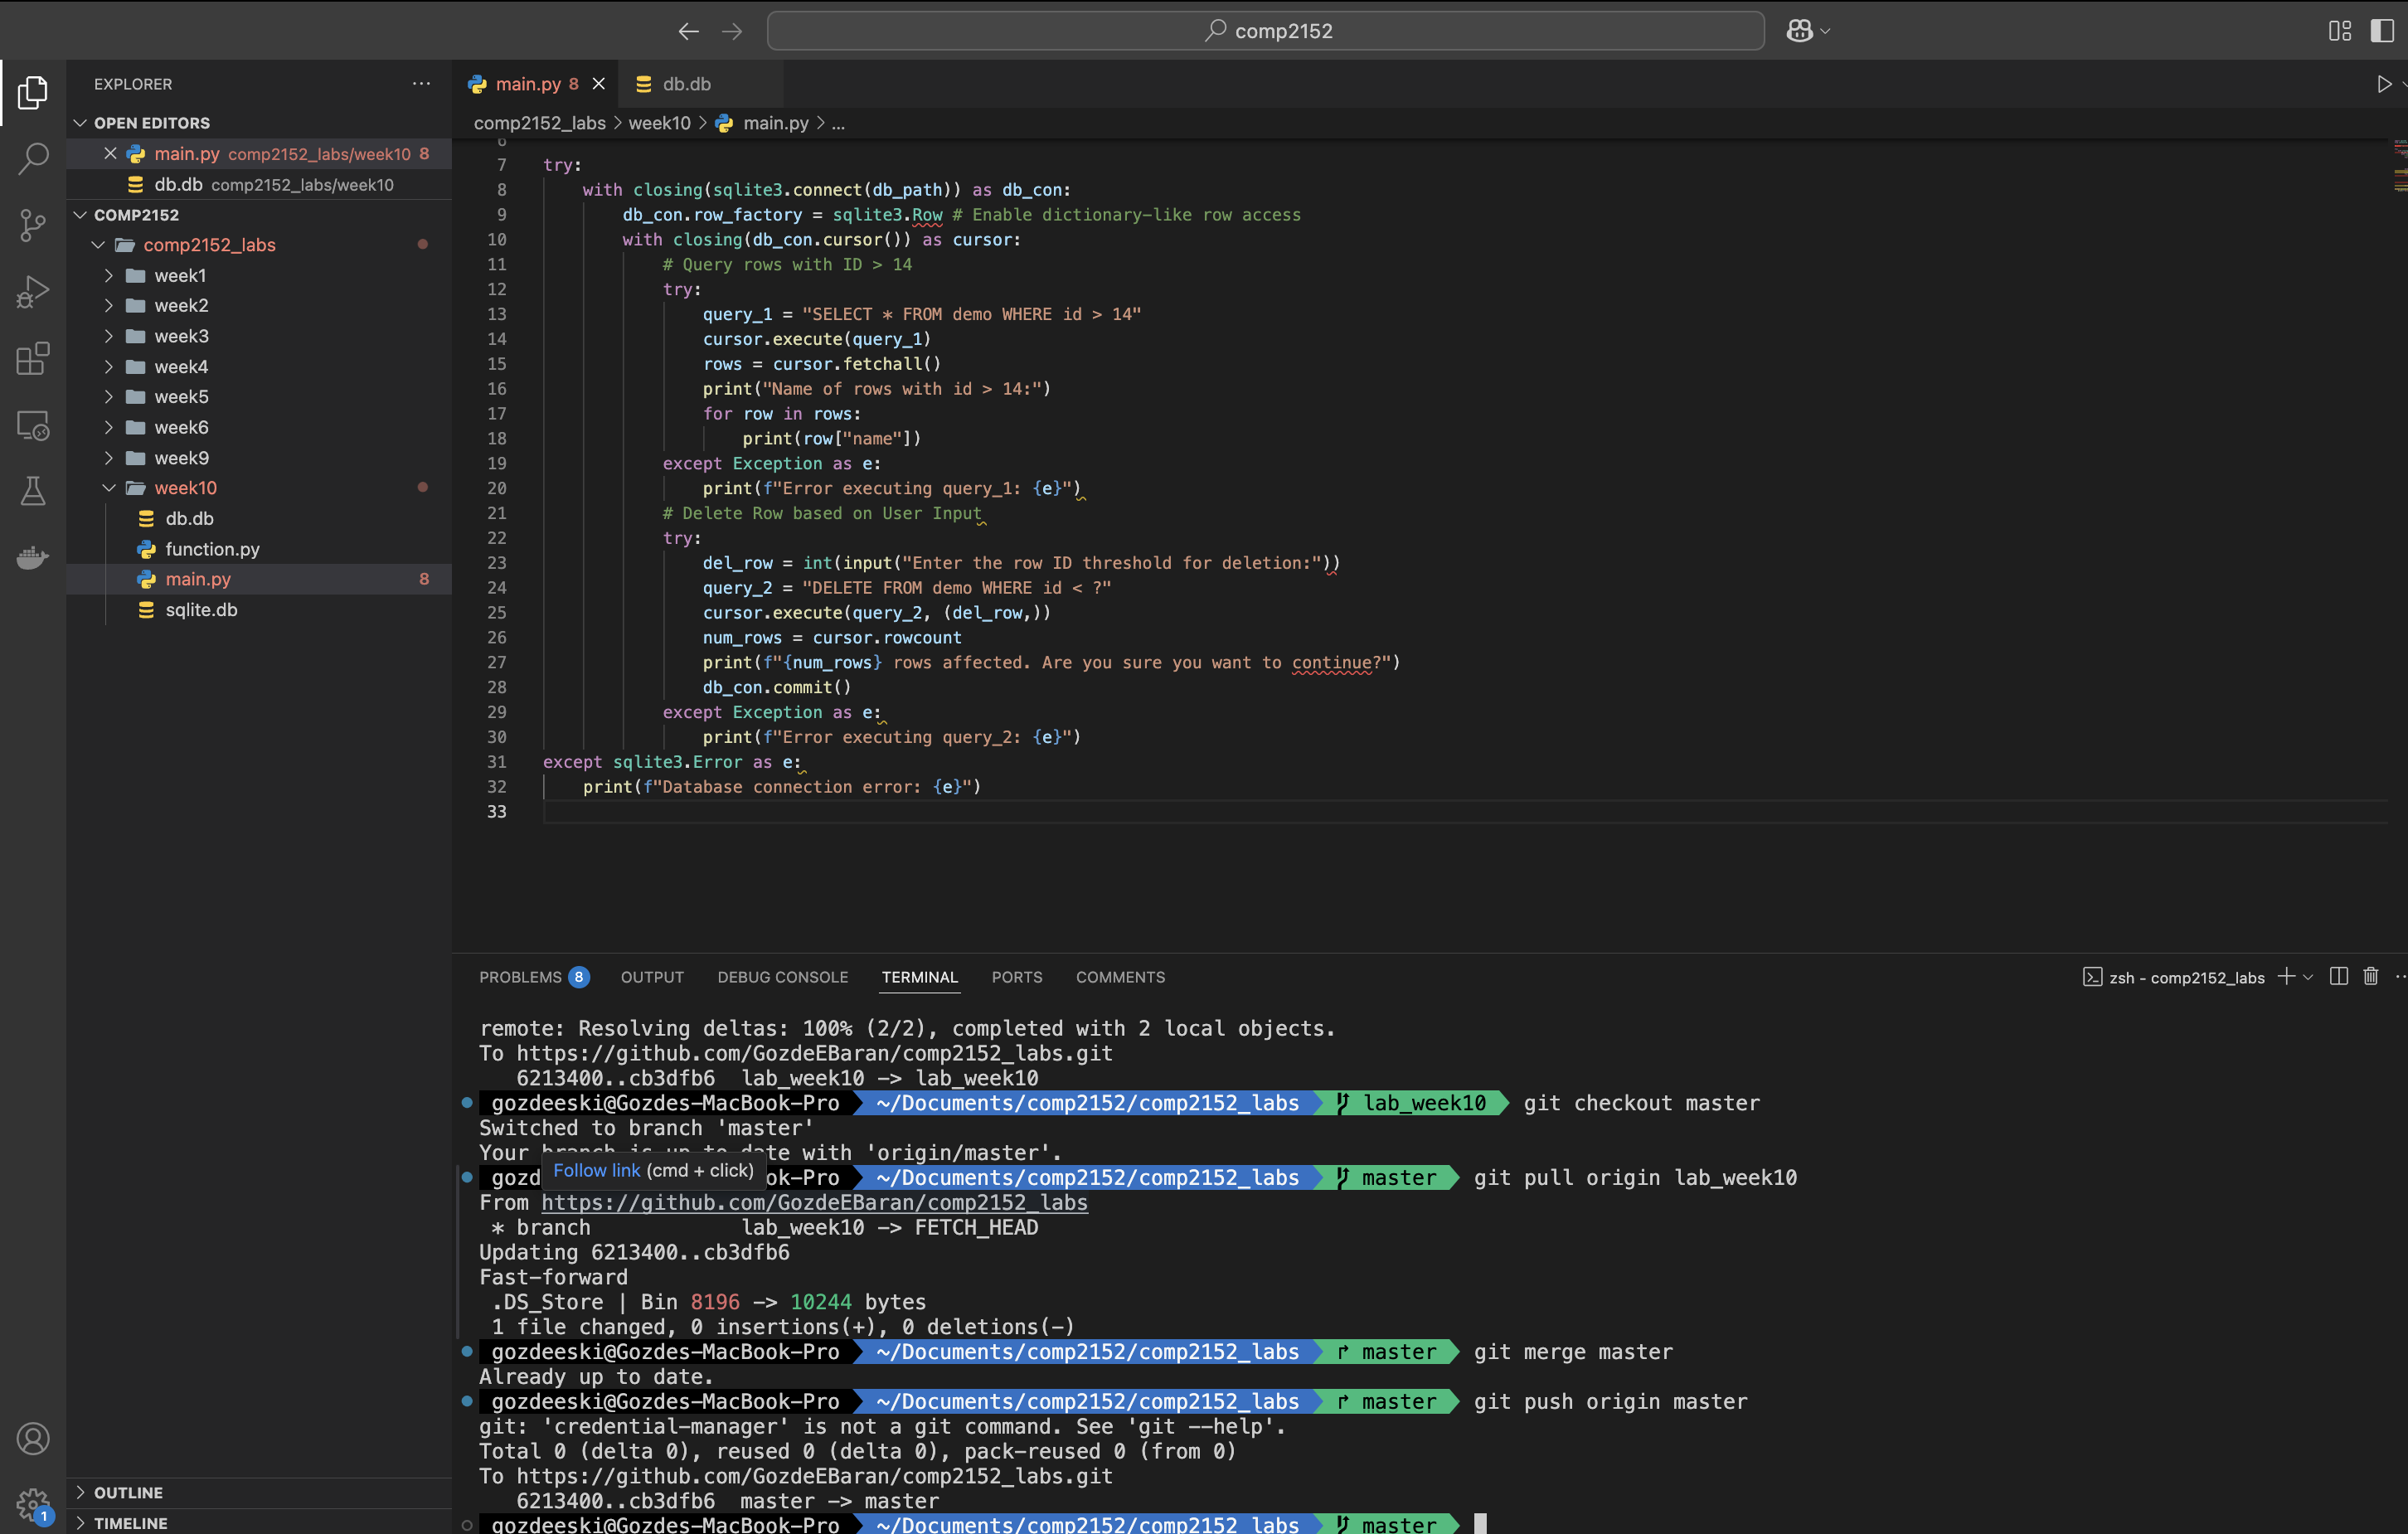 comp2152
EXPLORER
OPEN EDITORS
main.py comp2152_labs/week10 8
db.db comp2152_labs/week10
COMP2152
comp2152_labs
week1
week2
week3
week4
week5
week6
week9
week10
db.db
function.py
main.py 8
sqlite.db
OUTLINE
1
TIMELINE
main.py 8
db.db
comp2152_labs > week10 > main.py > ...
6
7 try:
8 with closing(sqlite3.connect(db_path)) as db_con:
9 db_con.row_factory = sqlite3.Row # Enable dictionary-like row access
10 with closing(db_con.cursor()) as cursor:
11 # Query rows with ID > 14
12 try:
13 query_1 = "SELECT * FROM demo WHERE id > 14"
14 cursor.execute(query_1)
15 rows = cursor.fetchall()
16 print("Name of rows with id > 14:")
17 for row in rows:
18 print(row["name"])
19 except Exception as e:
20 print(f"Error executing query_1: {e}")
21 # Delete Row based on User Input
22 try:
23 del_row = int(input("Enter the row ID threshold for deletion:"))
24 query_2 = "DELETE FROM demo WHERE id < ?"
25 cursor.execute(query_2, (del_row,))
26 num_rows = cursor.rowcount
27 print(f"{num_rows} rows affected. Are you sure you want to continue?")
28 db_con.commit()
29 except Exception as e:
30 print(f"Error executing query_2: {e}")
31 except sqlite3.Error as e:
32 print(f"Database connection error: {e}")
33
PROBLEMS 8 OUTPUT DEBUG CONSOLE TERMINAL PORTS COMMENTS
zsh - comp2152_labs
remote: Resolving deltas: 100% (2/2), completed with 2 local objects.
To https://github.com/GozdeEBaran/comp2152_labs.git
6213400..cb3dfb6 lab_week10 -> lab_week10
gozdeeski@Gozdes-MacBook-Pro ~/Documents/comp2152/comp2152_labs lab_week10 git checkout master
Switched to branch 'master'
Your branch is up to date with 'origin/master'.
Follow link (cmd + click)
gozd ok-Pro ~/Documents/comp2152/comp2152_labs master git pull origin lab_week10
From https://github.com/GozdeEBaran/comp2152_labs
* branch lab_week10 -> FETCH_HEAD
Updating 6213400..cb3dfb6
Fast-forward
.DS_Store | Bin 8196 -> 10244 bytes
1 file changed, 0 insertions(+), 0 deletions(-)
gozdeeski@Gozdes-MacBook-Pro ~/Documents/comp2152/comp2152_labs master git merge master
Already up to date.
gozdeeski@Gozdes-MacBook-Pro ~/Documents/comp2152/comp2152_labs master git push origin master
git: 'credential-manager' is not a git command. See 'git --help'.
Total 0 (delta 0), reused 0 (delta 0), pack-reused 0 (from 0)
To https://github.com/GozdeEBaran/comp2152_labs.git
6213400..cb3dfb6 master -> master
gozdeeski@Gozdes-MacBook-Pro ~/Documents/comp2152/comp2152_labs master